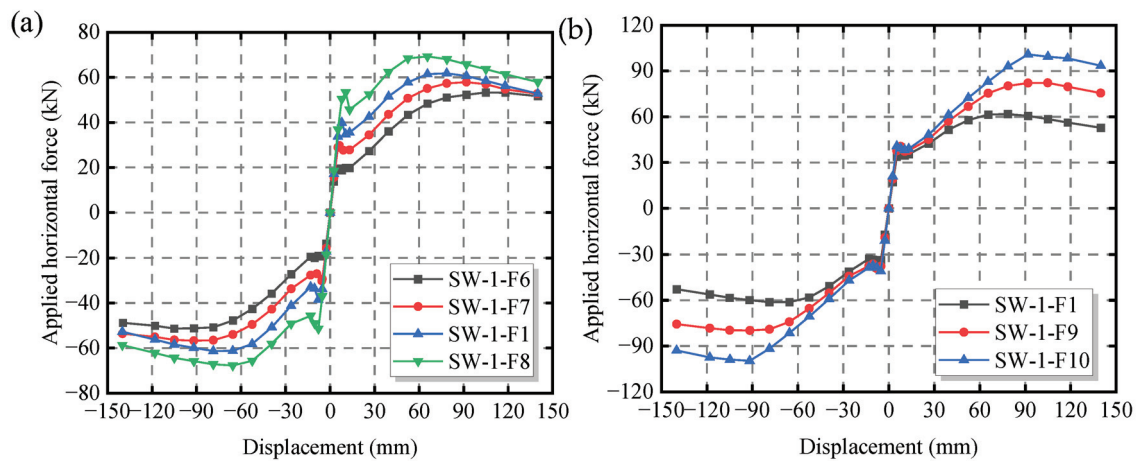 (a)
Applied horizontal force (kN)
80
60
40
20
0
−20
−40
−60
−80
−150 −120 −90 −60 −30 0 30 60 90 120 150
Displacement (mm)
SW-1-F6
SW-1-F7
SW-1-F1
SW-1-F8
(b)
Applied horizontal force (kN)
120
90
60
30
0
−30
−60
−90
−120
−150 −120 −90 −60 −30 0 30 60 90 120 150
Displacement (mm)
SW-1-F1
SW-1-F9
SW-1-F10